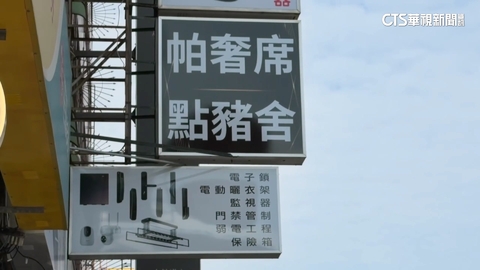 CTS華視新聞
器
帕奢席
點豬舍
電子鎖
電動曬衣架
監視器
門禁管制
弱電工程
保險箱